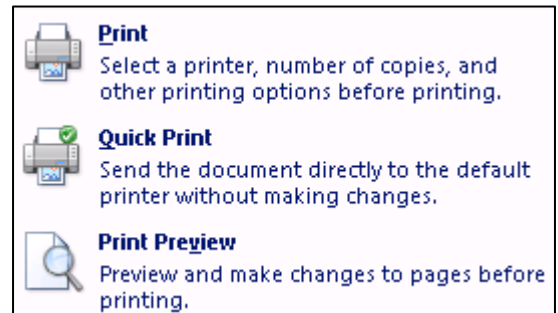 Print
Select a printer, number of copies, and
other printing options before printing.
Quick Print
Send the document directly to the default
printer without making changes.
Print Preview
Preview and make changes to pages before
printing.